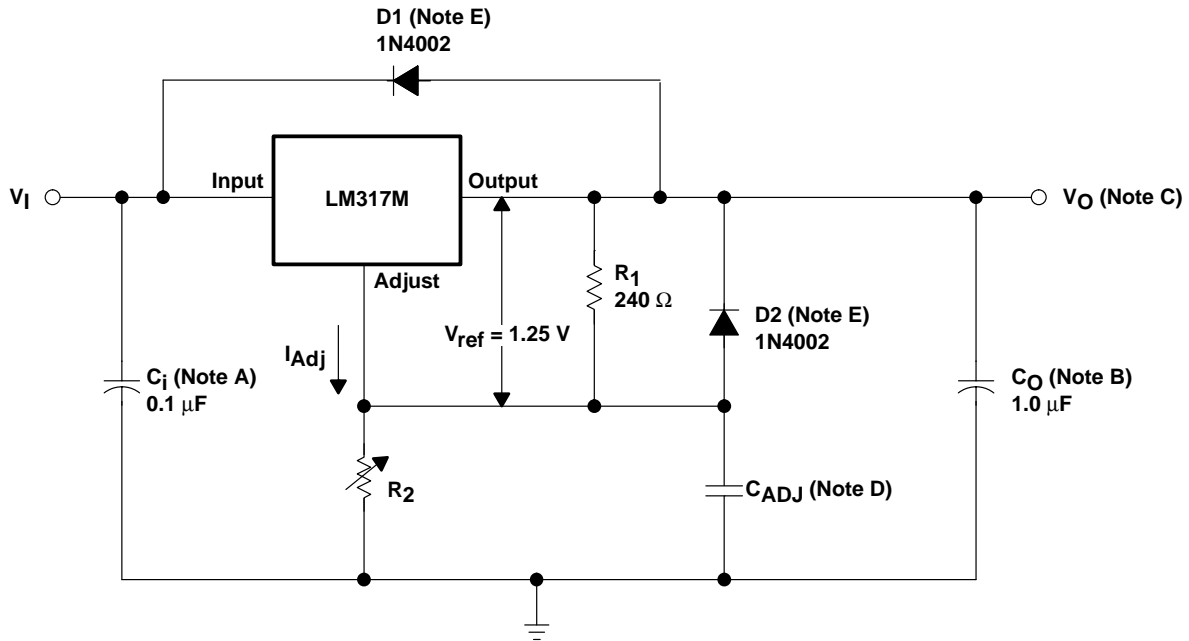 D1 (Note E)
1N4002
Input
LM317M
Output
VI
VO (Note C)
Adjust
R1
240 Ω
Vref = 1.25 V
D2 (Note E)
1N4002
IAdj
Ci (Note A)
0.1 μF
CO (Note B)
1.0 μF
R2
CADJ (Note D)